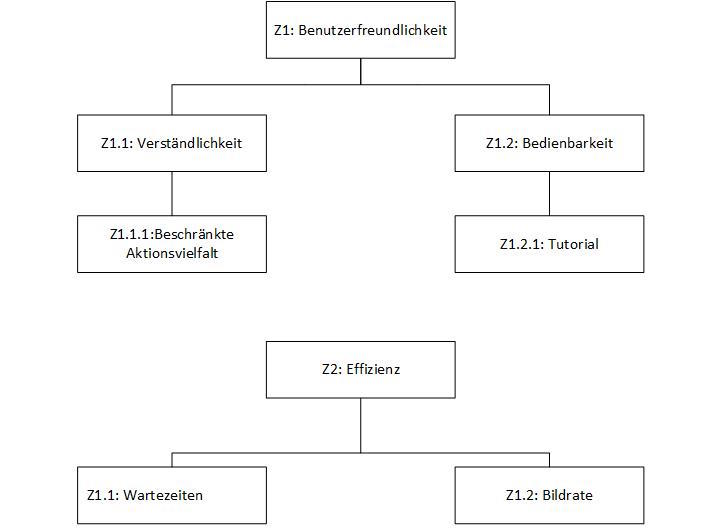 Z1: Benutzerfreundlichkeit
Z1.1: Verständlichkeit
Z1.2: Bedienbarkeit
Z1.1.1:Beschränkte
Aktionsvielfalt
Z1.2.1: Tutorial
Z2: Effizienz
Z1.1: Wartezeiten
Z1.2: Bildrate